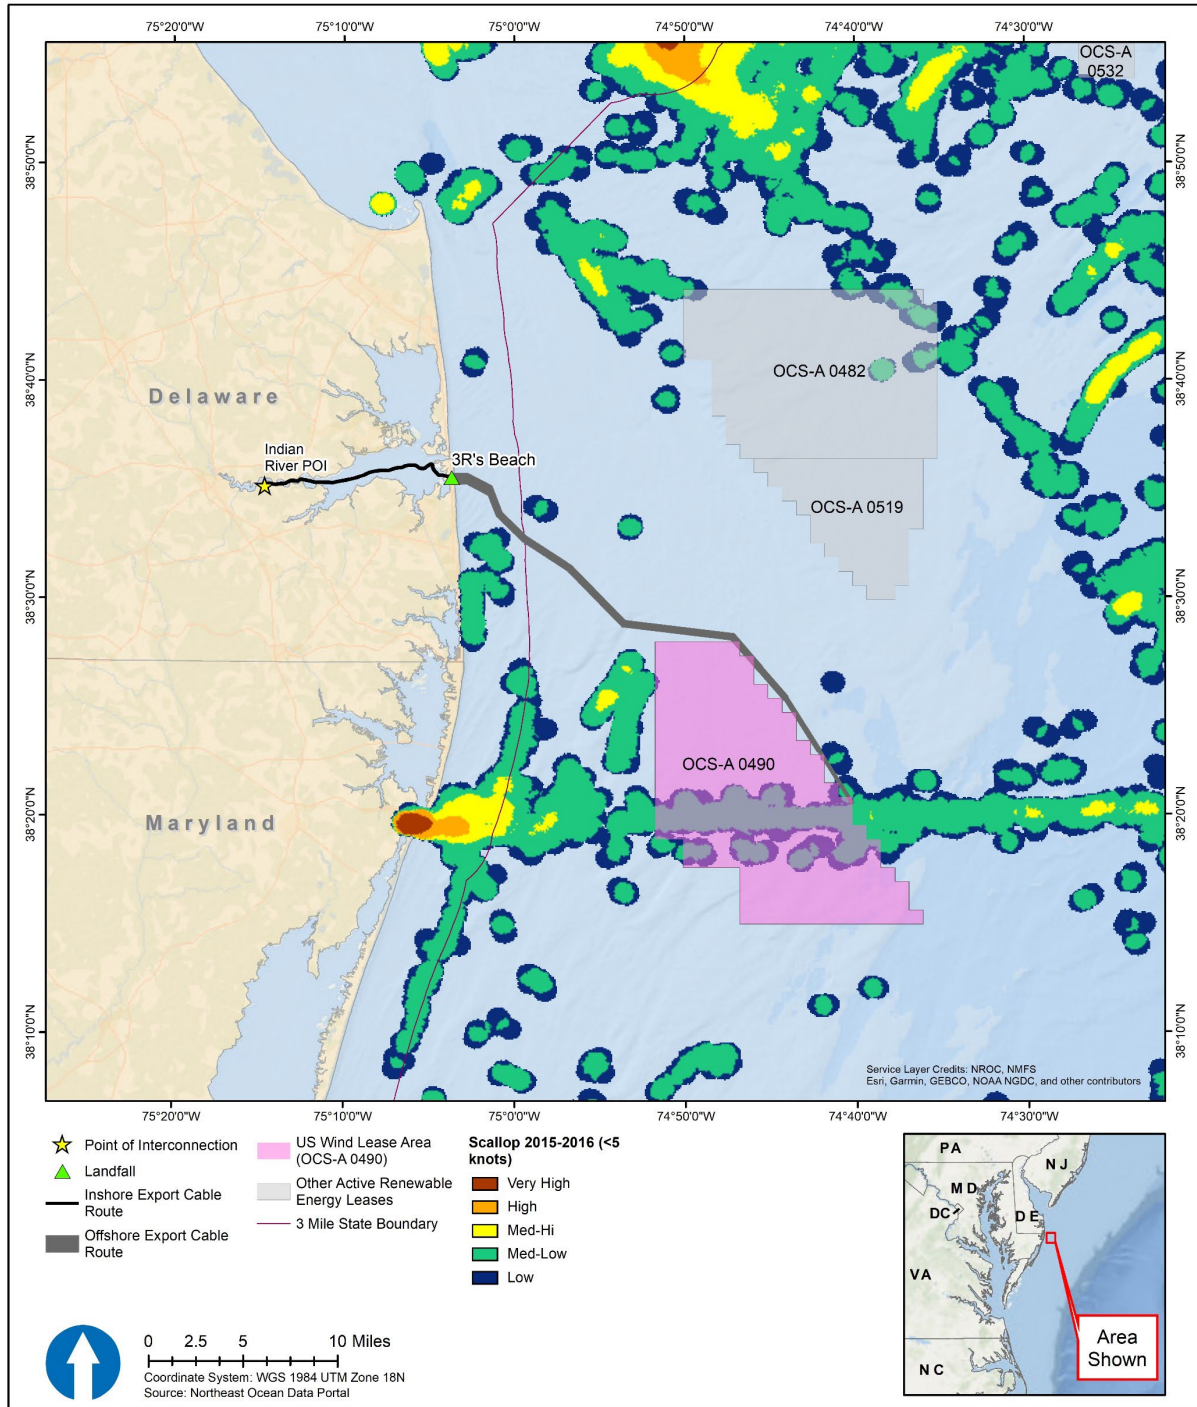 75°20'0"W
75°10'0"W
75°0'0"W
74°50'0"W
74°40'0"W
74°30'0"W
OCS-A
0532
38°50'0"N
38°50'0"N
38°40'0"N
38°40'0"N
OCS-A 0482
Delaware
Indian
River POI
3R's Beach
OCS-A 0519
38°30'0"N
38°30'0"N
OCS-A 0490
38°20'0"N
38°20'0"N
Maryland
38°10'0"N
38°10'0"N
Service Layer Credits: NROC, NMFS
Esri, Garmin, GEBCO, NOAA NGDC, and other contributors
75°20'0"W
75°10'0"W
75°0'0"W
74°50'0"W
74°40'0"W
74°30'0"W
Point of Interconnection
Landfall
Inshore Export Cable
Route
Offshore Export Cable
Route
US Wind Lease Area
(OCS-A 0490)
Other Active Renewable
Energy Leases
3 Mile State Boundary
Scallop 2015-2016 (<5
knots)
Very High
High
Med-Hi
Med-Low
Low
PA
NJ
MD
DC
DE
VA
NC
Area
Shown
0 2.5 5 10 Miles
Coordinate System: WGS 1984 UTM Zone 18N
Source: Northeast Ocean Data Portal